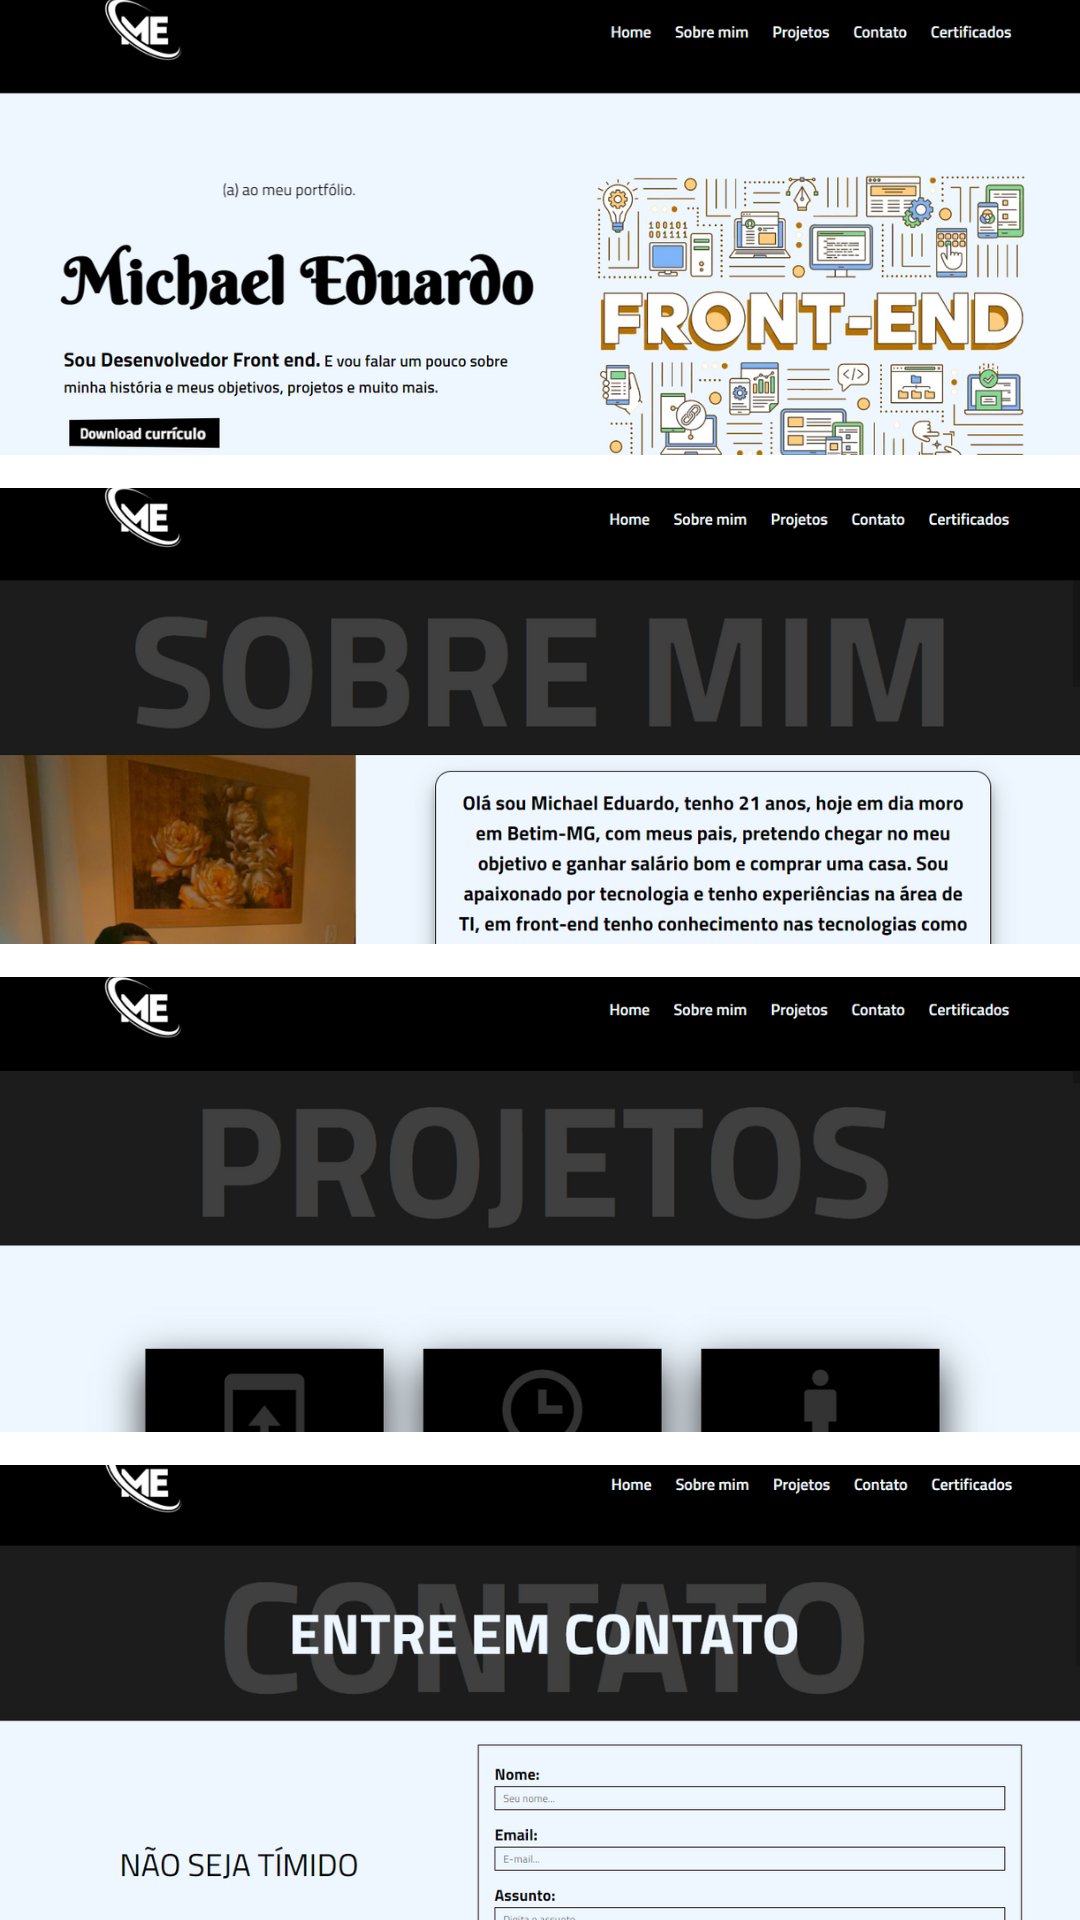 ME
Home Sobre mim Projetos Contato Certificados
(a) ao meu portfólio.
Michael Eduardo
Sou Desenvolvedor Front end. E vou falar um pouco sobre
minha história e meus objetivos, projetos e muito mais.
Download currículo
100101
001111
FRONT-END
</>
ME
Home Sobre mim Projetos Contato Certificados
SOBRE MIM
Olá sou Michael Eduardo, tenho 21 anos, hoje em dia moro
em Betim-MG, com meus pais, pretendo chegar no meu
objetivo e ganhar salário bom e comprar uma casa. Sou
apaixonado por tecnologia e tenho experiências na área de
TI, em front-end tenho conhecimento nas tecnologias como
ME
Home Sobre mim Projetos Contato Certificados
PROJETOS
ME
Home Sobre mim Projetos Contato Certificados
CONTATO
ENTRE EM CONTATO
NÃO SEJA TÍMIDO
Nome:
Seu nome...
Email:
E-mail...
Assunto:
Digite o assunto